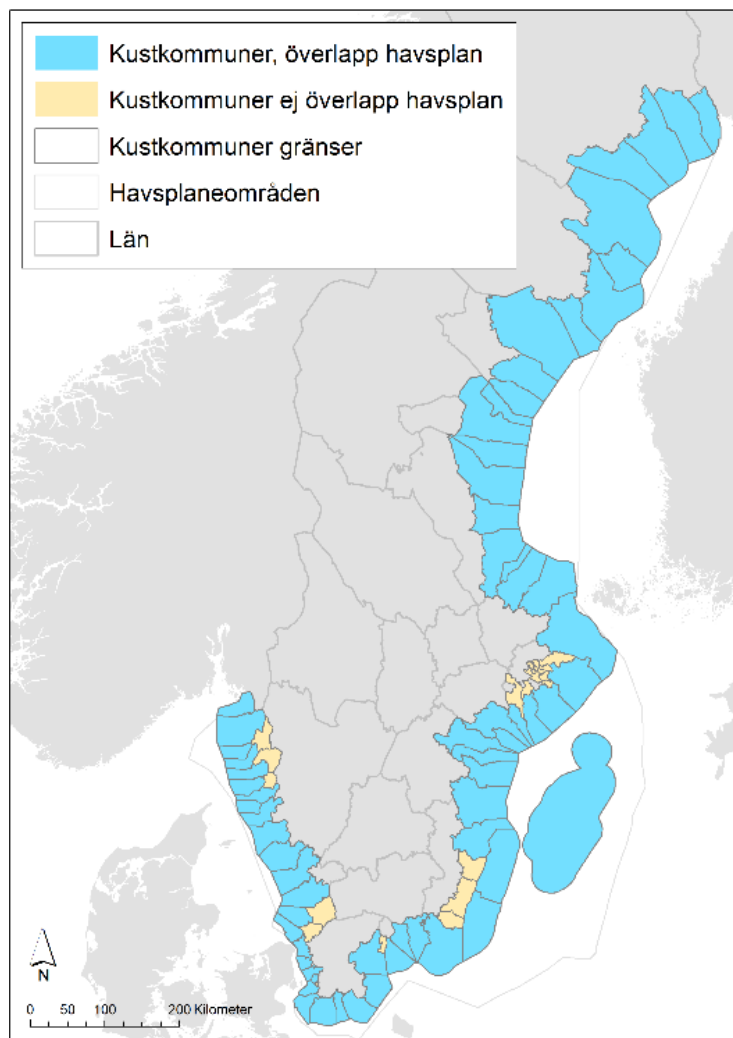 Kustkommuner, överlapp havsplan
Kustkommuner ej överlapp havsplan
Kustkommuner gränser
Havsplaneområden
Län
N
0 50 100 200 Kilometer